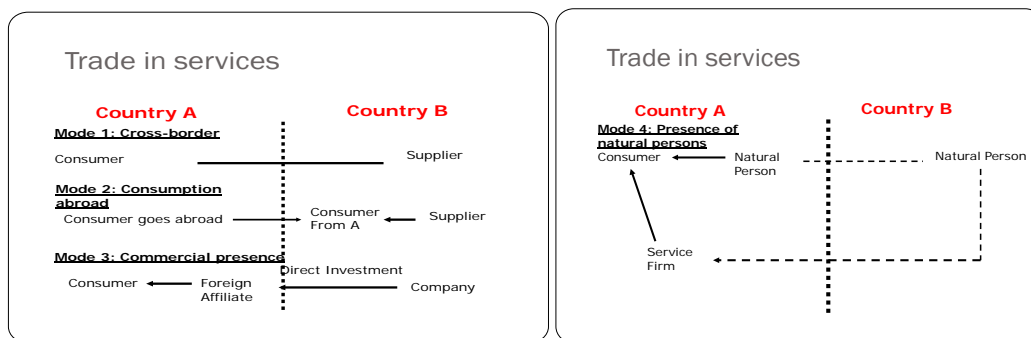 Trade in services
Country A
Country B
Mode 1: Cross-border
Consumer
Supplier
Mode 2: Consumption
abroad
Consumer goes abroad
Consumer
From A
Supplier
Mode 3: Commercial presence
Direct Investment
Consumer
Foreign
Affiliate
Company
Trade in services
Country A
Country B
Mode 4: Presence of
natural persons
Consumer
Natural
Person
Natural Person
Service
Firm